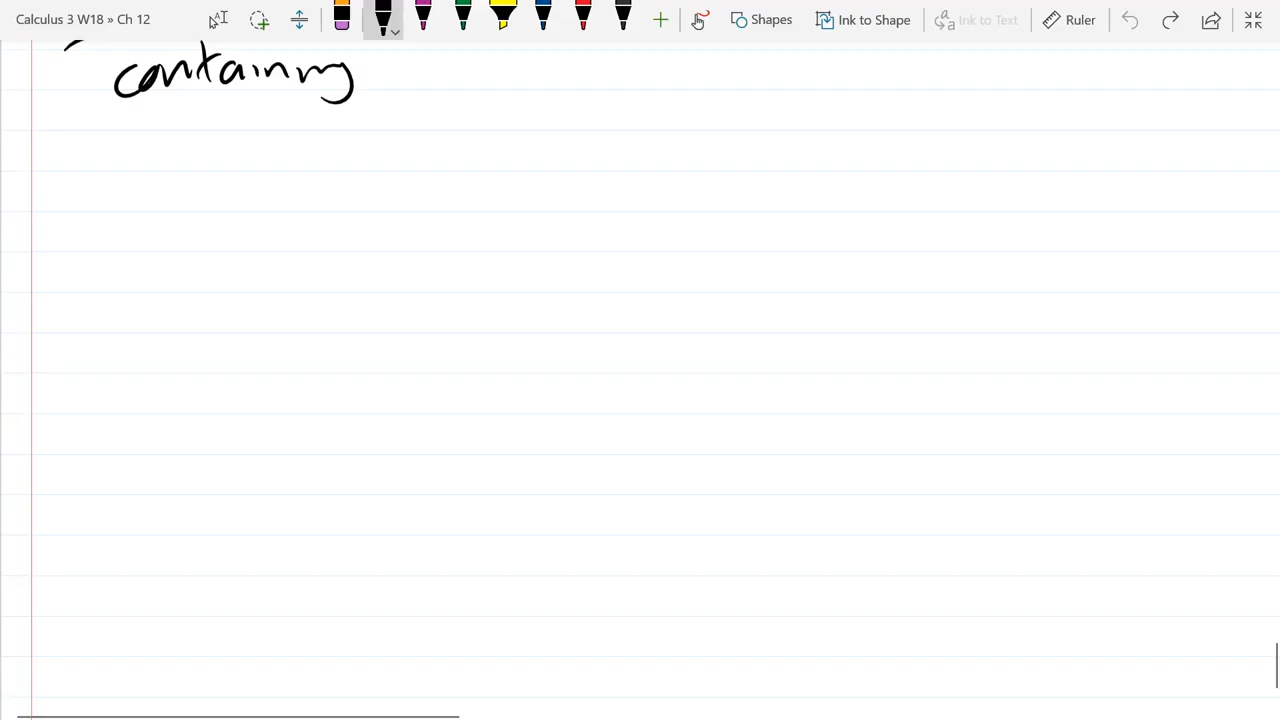 Calculus 3 W18 » Ch 12
Shapes
Ink to Shape
Ink to Text
Ruler
containing